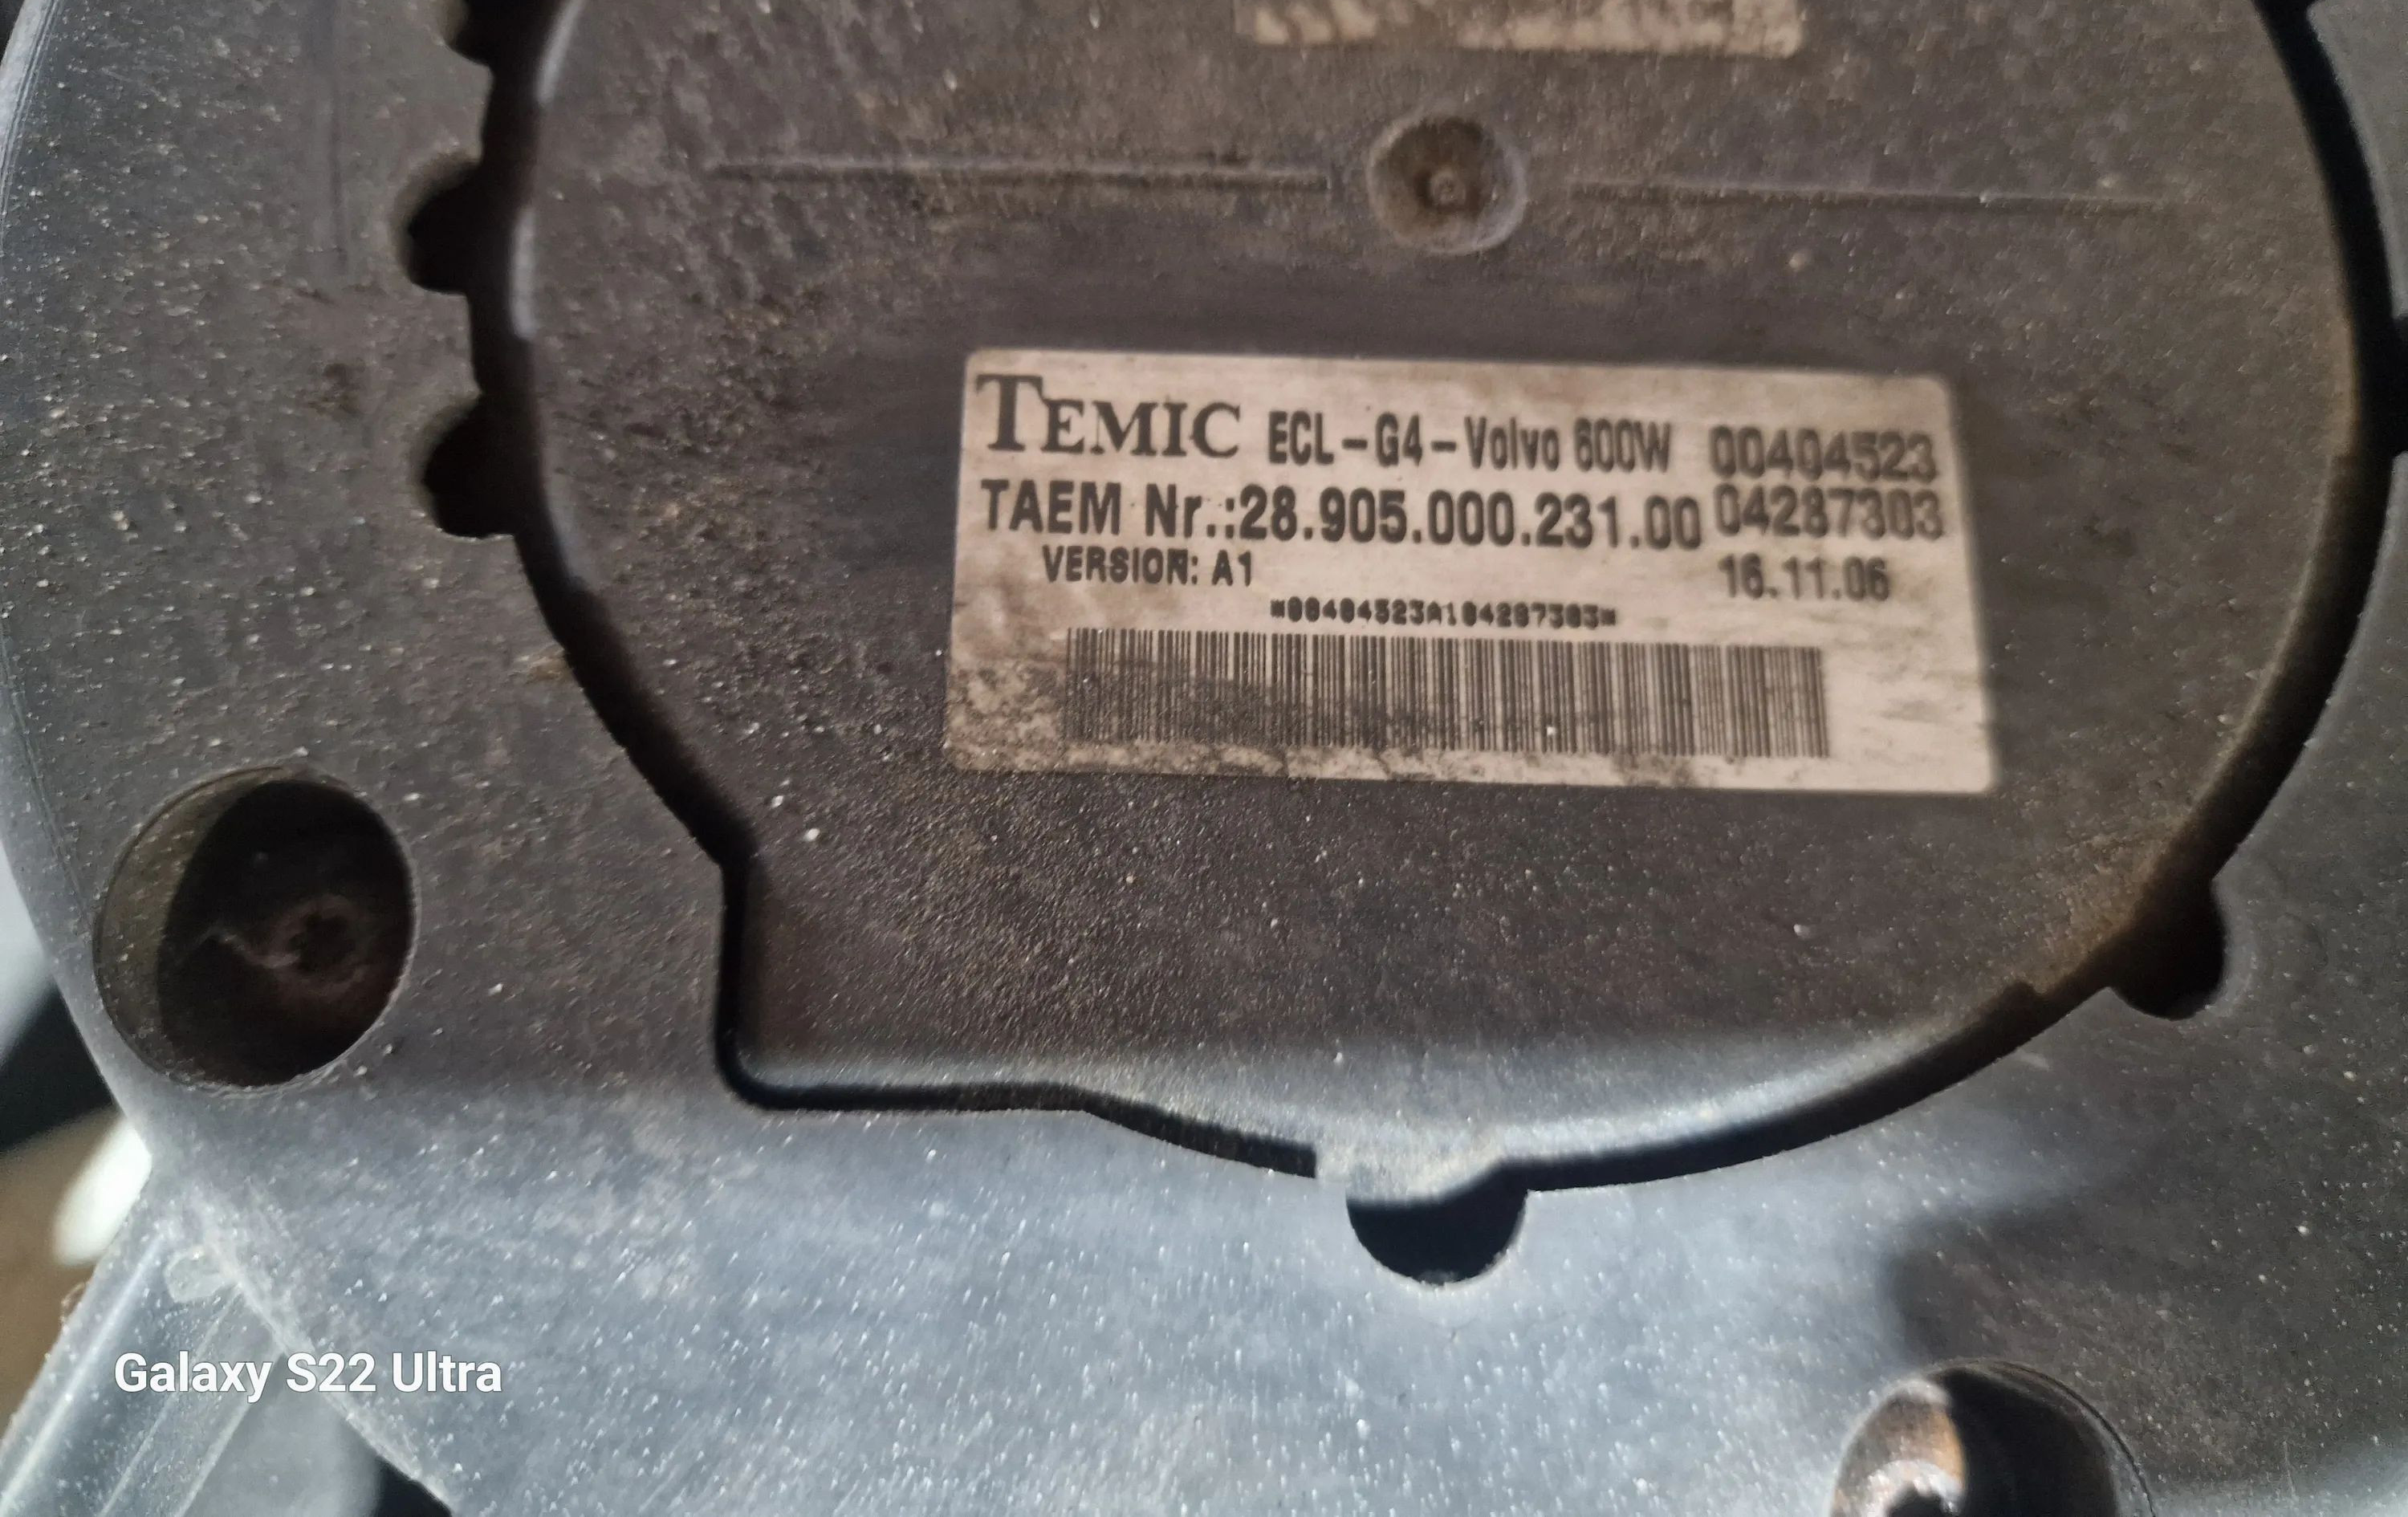 TEMIC ECL-G4-Volvo 600W 00404523
TAEM Nr.:28.905.000.231.00 04287303
VERSION: A1 16.11.06
*00404523A104287303*
Galaxy S22 Ultra